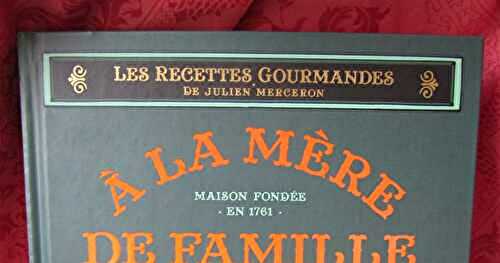 LES RECETTES GOURMANDES
DE JULIEN MERCERON
À LA MÈRE
MAISON FONDÉE
· EN 1761 ·
DE FAMILLE